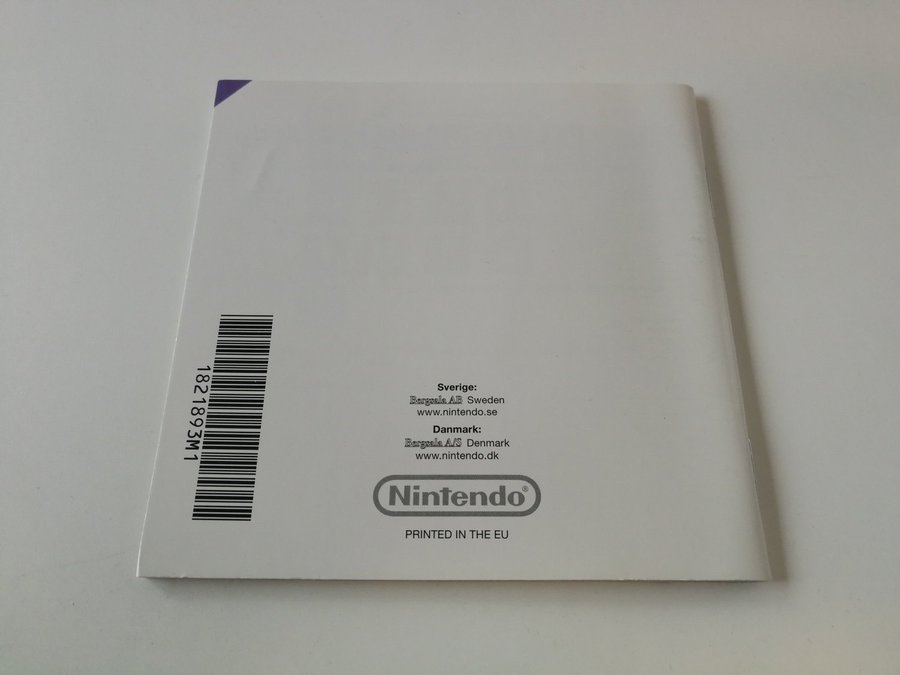 1821893M1
Sverige:
Bergsala AB Sweden
www.nintendo.se
Danmark:
Bergsala A/S Denmark
www.nintendo.dk
Nintendo®
PRINTED IN THE EU